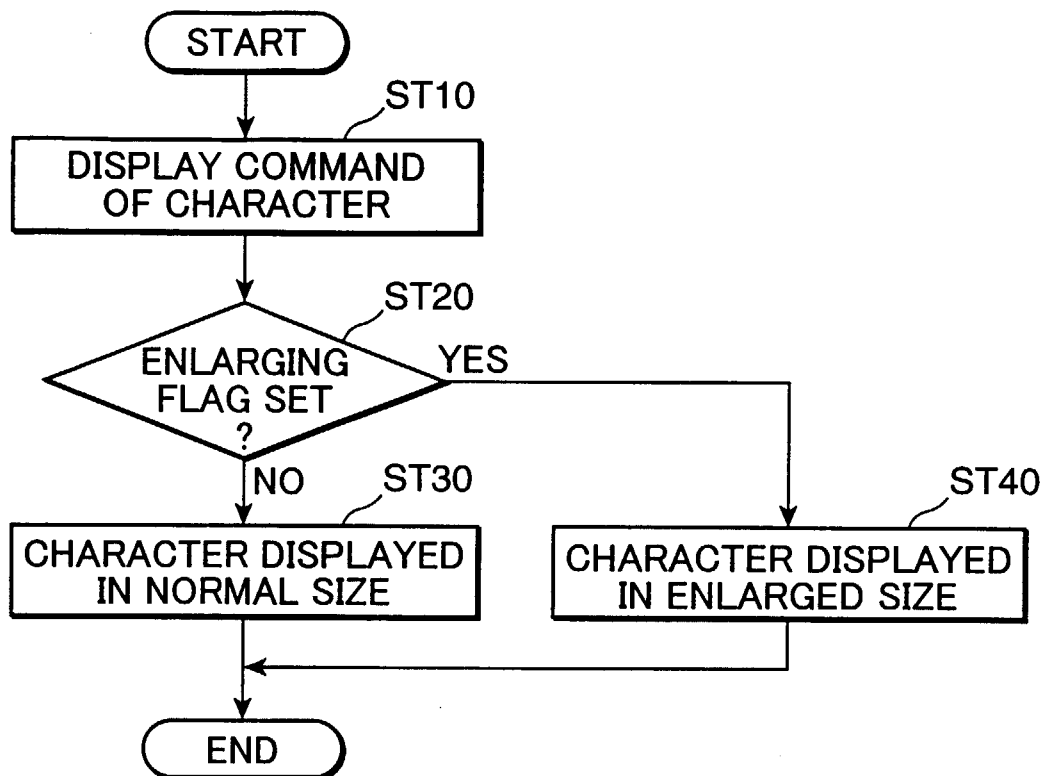 START
ST10
DISPLAY COMMAND
OF CHARACTER
ST20
ENLARGING
FLAG SET
?
YES
NO
ST30
CHARACTER DISPLAYED
IN NORMAL SIZE
ST40
CHARACTER DISPLAYED
IN ENLARGED SIZE
END